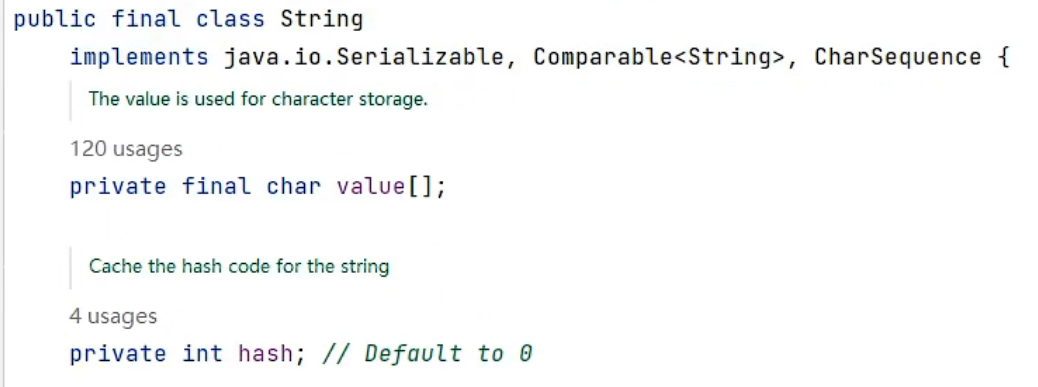 public final class String
implements java.io.Serializable, Comparable<String>, CharSequence {
The value is used for character storage.
120 usages
private final char value[];
Cache the hash code for the string
4 usages
private int hash; // Default to 0